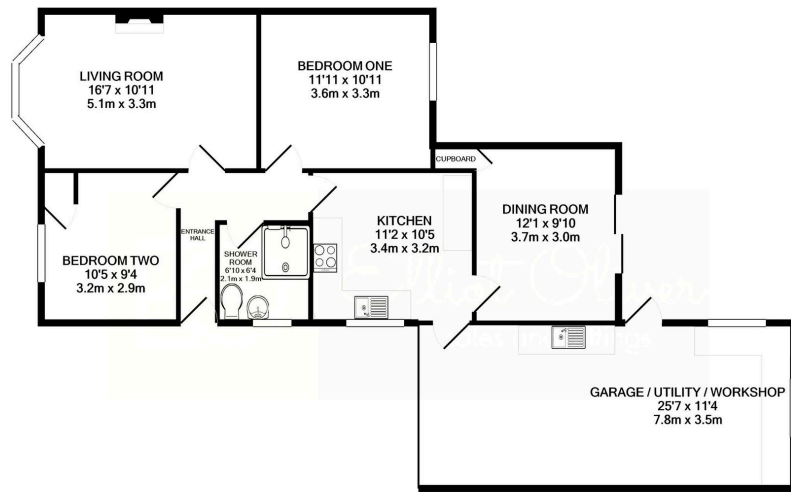 LIVING ROOM
16'7 x 10'11
5.1m x 3.3m
BEDROOM ONE
11'11 x 10'11
3.6m x 3.3m
CUPBOARD
BEDROOM TWO
10'5 x 9'4
3.2m x 2.9m
ENTRANCE
HALL
SHOWER
ROOM
6'10 x 6'4
2.1m x 1.9m
KITCHEN
11'2 x 10'5
3.4m x 3.2m
DINING ROOM
12'1 x 9'10
3.7m x 3.0m
Elliot Oliver
GARAGE / UTILITY / WORKSHOP
25'7 x 11'4
7.8m x 3.5m